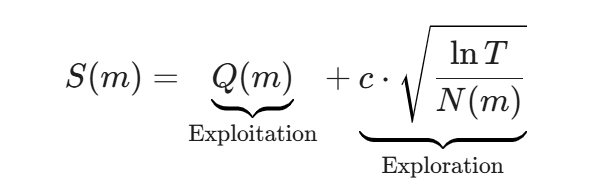 S(m) = Q(m) + c · √(ln T / N(m))
Exploitation
Exploration